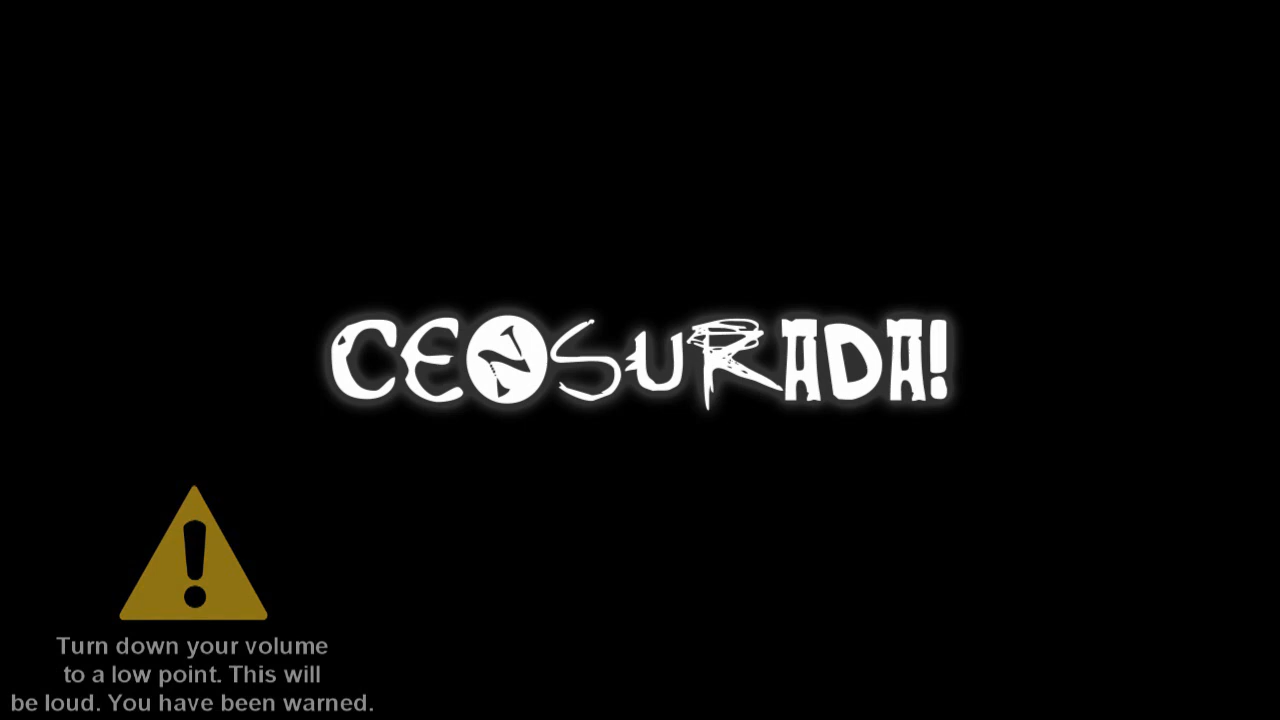 CENSURADA!
Turn down your volume
to a low point. This will
be loud. You have been warned.